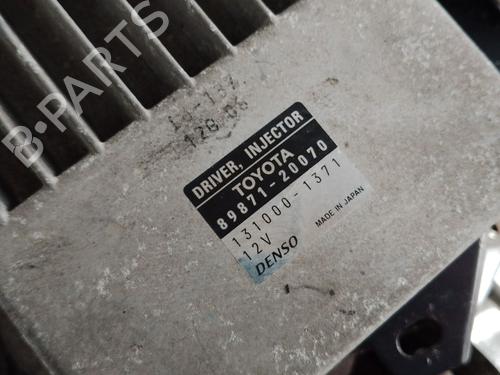 B-PARTS
DRIVER, INJECTOR
TOYOTA
89871-20070
131000-1371
12V
MADE IN JAPAN
DENSO